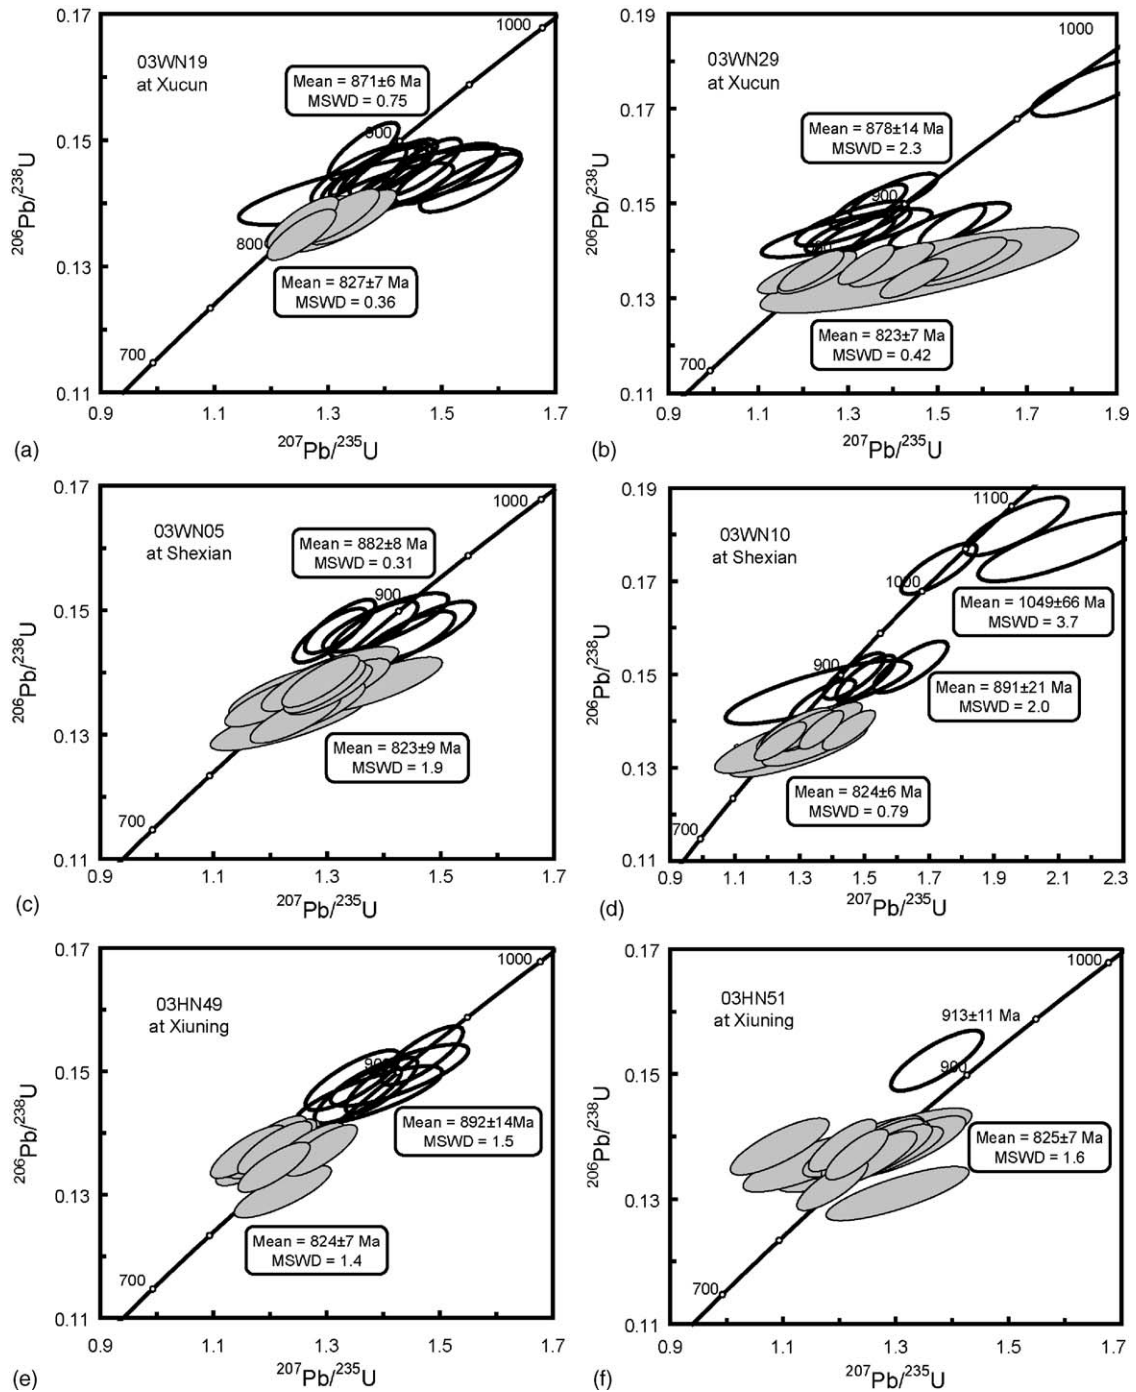 0.17
0.15
0.13
0.11
0.9
1.1
1.3
1.5
1.7
206Pb/238U
207Pb/235U
(a)
03WN19
at Xucun
Mean = 871±6 Ma
MSWD = 0.75
Mean = 827±7 Ma
MSWD = 0.36
700
800
900
1000
0.19
0.17
0.15
0.13
0.11
0.9
1.1
1.3
1.5
1.7
1.9
206Pb/238U
207Pb/235U
(b)
03WN29
at Xucun
Mean = 878±14 Ma
MSWD = 2.3
Mean = 823±7 Ma
MSWD = 0.42
700
900
1000
0.17
0.15
0.13
0.11
0.9
1.1
1.3
1.5
1.7
206Pb/238U
207Pb/235U
(c)
03WN05
at Shexian
Mean = 882±8 Ma
MSWD = 0.31
Mean = 823±9 Ma
MSWD = 1.9
700
900
1000
0.19
0.17
0.15
0.13
0.11
0.9
1.1
1.3
1.5
1.7
1.9
2.1
2.3
206Pb/238U
207Pb/235U
(d)
03WN10
at Shexian
Mean = 1049±66 Ma
MSWD = 3.7
Mean = 891±21 Ma
MSWD = 2.0
Mean = 824±6 Ma
MSWD = 0.79
700
900
1000
1100
0.17
0.15
0.13
0.11
0.9
1.1
1.3
1.5
1.7
206Pb/238U
207Pb/235U
(e)
03HN49
at Xiuning
Mean = 892±14Ma
MSWD = 1.5
Mean = 824±7 Ma
MSWD = 1.4
700
1000
0.17
0.15
0.13
0.11
0.9
1.1
1.3
1.5
1.7
206Pb/238U
207Pb/235U
(f)
03HN51
at Xiuning
913±11 Ma
Mean = 825±7 Ma
MSWD = 1.6
700
900
1000